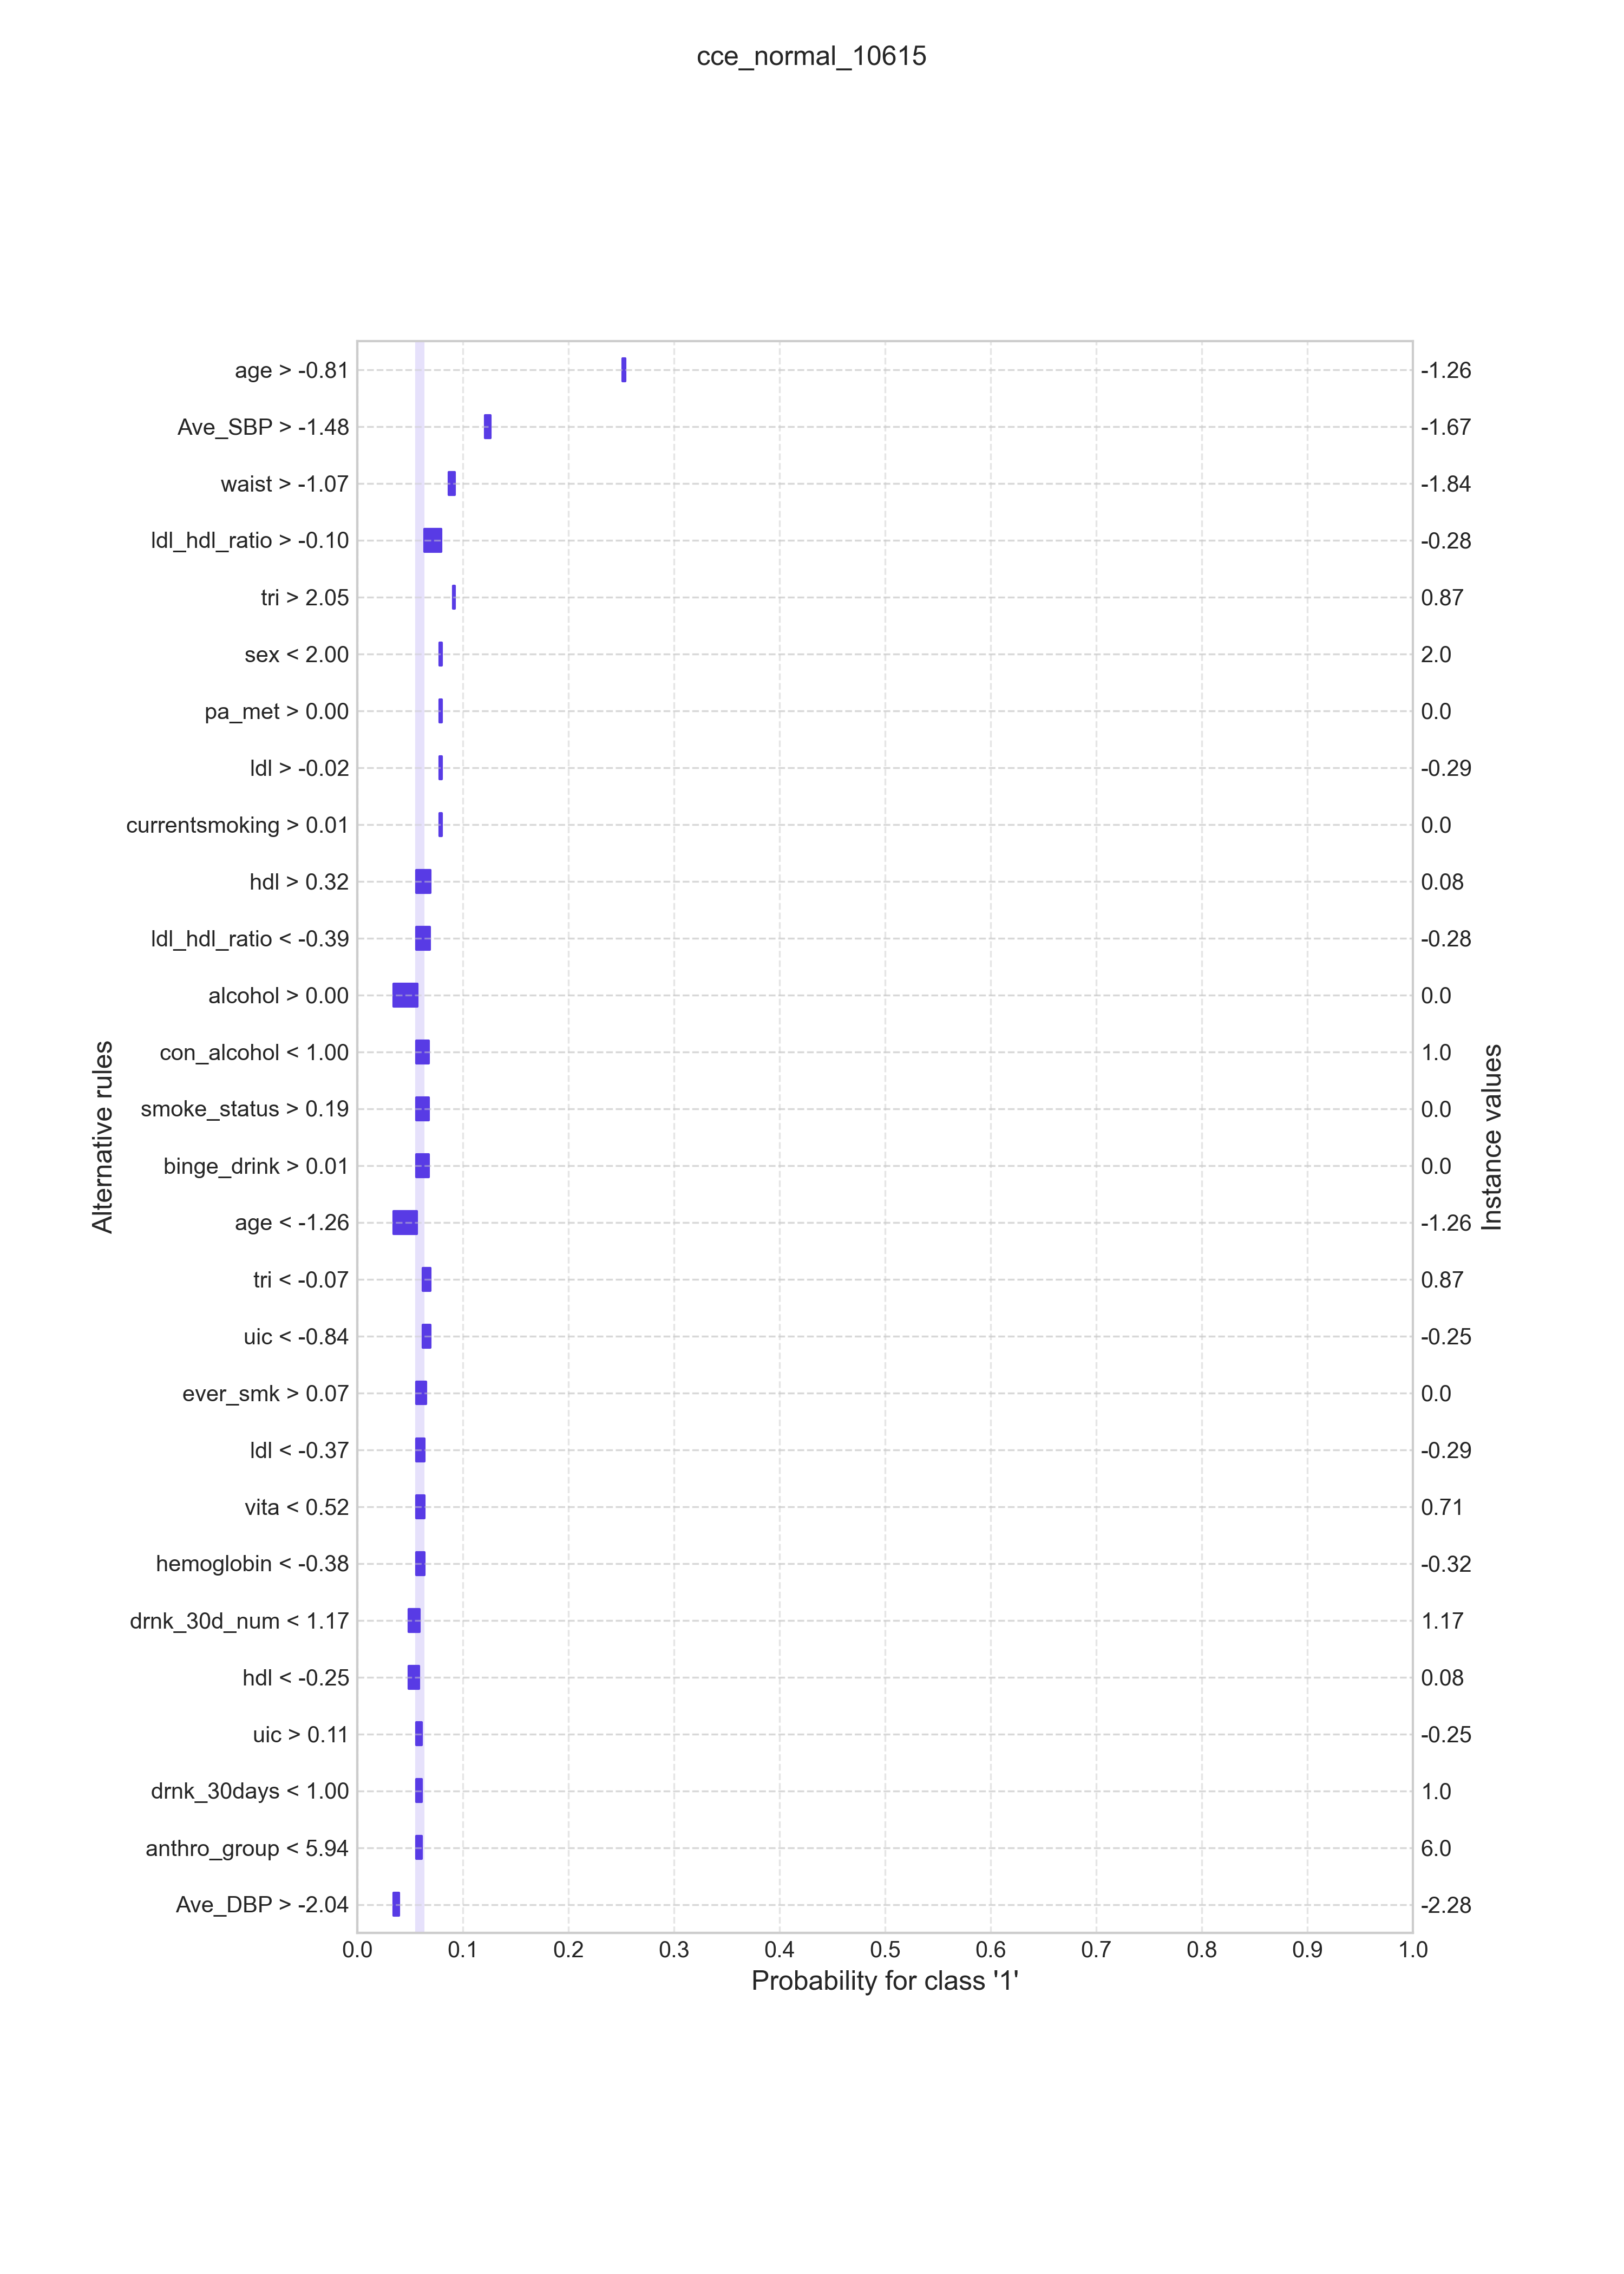 cce_normal_10615
age > -0.81 -1.26
Ave_SBP > -1.48 -1.67
waist > -1.07 -1.84
ldl_hdl_ratio > -0.10 -0.28
tri > 2.05 0.87
sex < 2.00 2.0
pa_met > 0.00 0.0
ldl > -0.02 -0.29
currentsmoking > 0.01 0.0
hdl > 0.32 0.08
ldl_hdl_ratio < -0.39 -0.28
alcohol > 0.00 0.0
con_alcohol < 1.00 1.0
smoke_status > 0.19 0.0
binge_drink > 0.01 0.0
age < -1.26 -1.26
tri < -0.07 0.87
uic < -0.84 -0.25
ever_smk > 0.07 0.0
ldl < -0.37 -0.29
vita < 0.52 0.71
hemoglobin < -0.38 -0.32
drnk_30d_num < 1.17 1.17
hdl < -0.25 0.08
uic > 0.11 -0.25
drnk_30days < 1.00 1.0
anthro_group < 5.94 6.0
Ave_DBP > -2.04 -2.28
Alternative rules
Instance values
0.0 0.1 0.2 0.3 0.4 0.5 0.6 0.7 0.8 0.9 1.0
Probability for class '1'